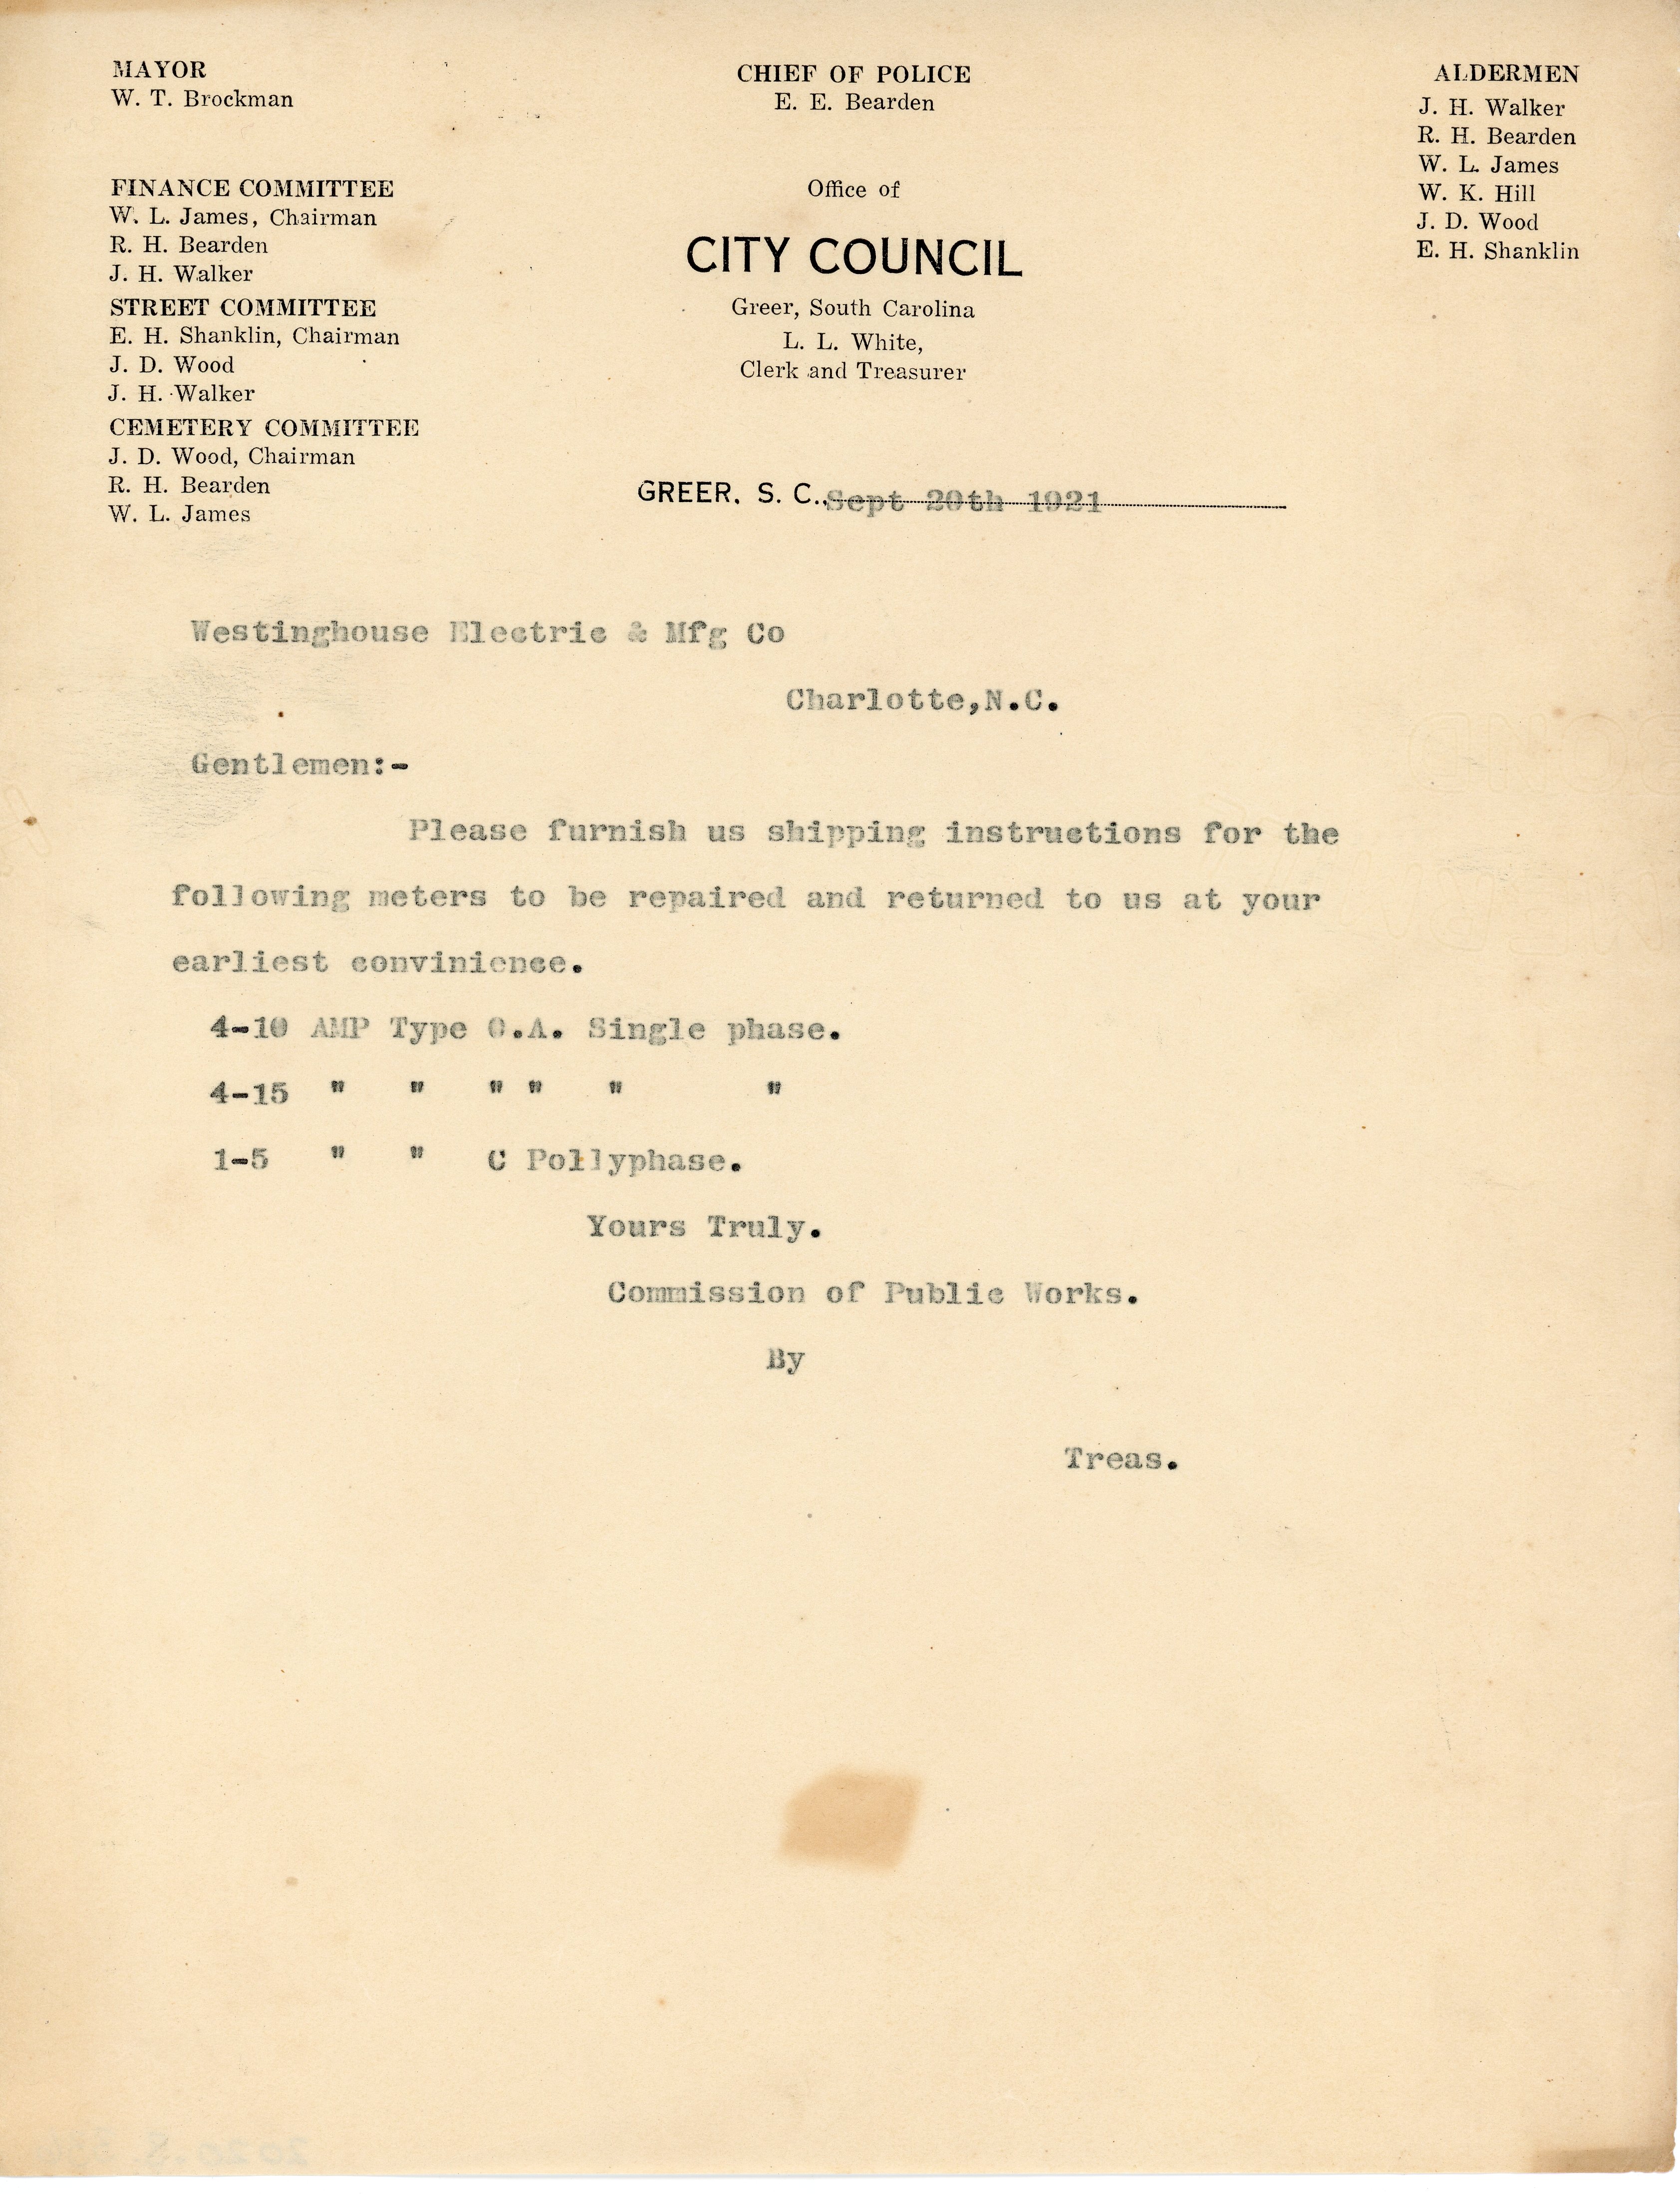 MAYOR
W. T. Brockman
FINANCE COMMITTEE
W. L. James, Chairman
R. H. Bearden
J. H. Walker
STREET COMMITTEE
E. H. Shanklin, Chairman
J. D. Wood
J. H. Walker
CEMETERY COMMITTEE
J. D. Wood, Chairman
R. H. Bearden
W. L. James
CHIEF OF POLICE
E. E. Bearden
Office of
CITY COUNCIL
Greer, South Carolina
L. L. White,
Clerk and Treasurer
ALDERMEN
J. H. Walker
R. H. Bearden
W. L. James
W. K. Hill
J. D. Wood
E. H. Shanklin
GREER, S. C., Sept 20th 1921
Westinghouse Electric & Mfg Co
Charlotte,N.C.
Gentlemen:-
Please furnish us shipping instructions for the
following meters to be repaired and returned to us at your
earliest convinience.
4-10 AMP Type O.A. Single phase.
4-15 " " " " " "
1-5 " " C Pollyphase.
Yours Truly.
Commission of Public Works.
By
Treas.